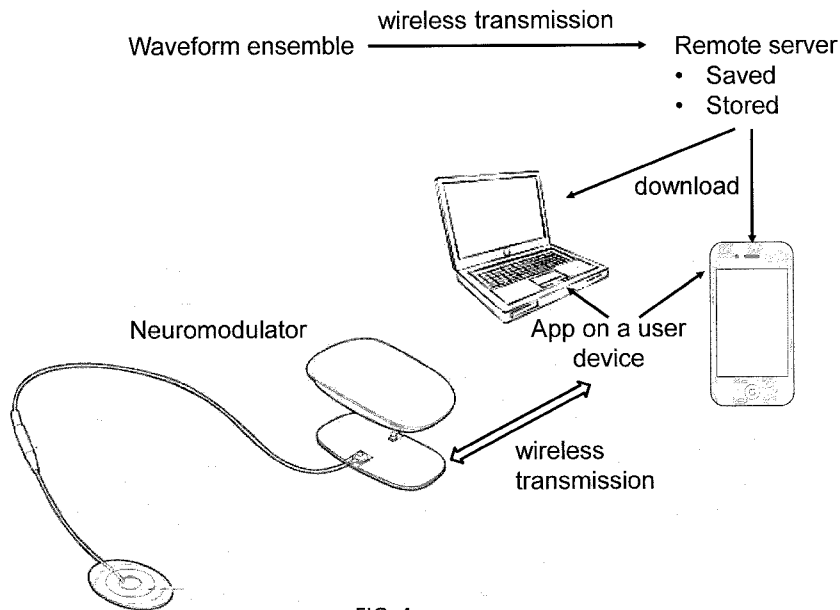 wireless transmission
Waveform ensemble
Remote server
• Saved
• Stored
download
App on a user
device
Neuromodulator
wireless
transmission